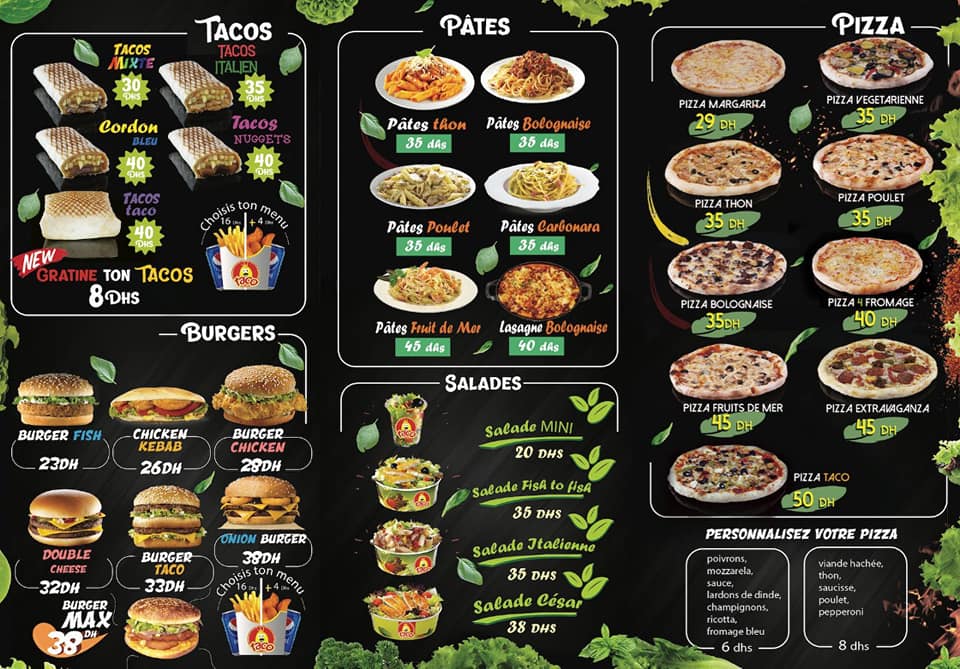 TACOS
TACOS
MIXTE
30
DHS
TACOS
ITALIEN
35
DHS
Cordon
BLEU
40
DHS
Tacos
NUGGETS
40
DHS
TACOS
taco
40
DHS
Choisis ton menu
16 DHs + 4 DHs
TACO
NEW
GRATINE TON TACOS
8DHS
BURGERS
BURGER FISH
23DH
CHICKEN
KEBAB
26DH
BURGER
CHICKEN
28DH
DOUBLE
CHEESE
32DH
BURGER
TACO
33DH
ONION BURGER
38DH
BURGER
MAX
38 DH
Choisis ton menu
16 DHs + 4 DHs
TACO
PÂTES
Pâtes thon
35 dhs
Pâtes Bolognaise
35 dhs
Pâtes Poulet
35 dhs
Pâtes Carbonara
35 dhs
Pâtes Fruit de Mer
45 dhs
Lasagne Bolognaise
40 dhs
SALADES
TACO
Salade MINI
20 DHS
Salade Fish to fish
35 DHS
Salade Italienne
35 DHS
Salade César
38 DHS
TACO
PIZZA
PIZZA MARGARITA
29 DH
PIZZA VEGETARIENNE
35 DH
PIZZA THON
35 DH
PIZZA POULET
35 DH
PIZZA BOLOGNAISE
35DH
PIZZA 4 FROMAGE
40 DH
PIZZA FRUITS DE MER
45 DH
PIZZA EXTRAVAGANZA
45 DH
PIZZA TACO
50 DH
PERSONNALISEZ VOTRE PIZZA
poivrons,
mozzarela,
sauce,
lardons de dinde,
champignons,
ricotta,
fromage bleu
6 dhs
viande hachée,
thon,
saucisse,
poulet,
pepperoni
8 dhs